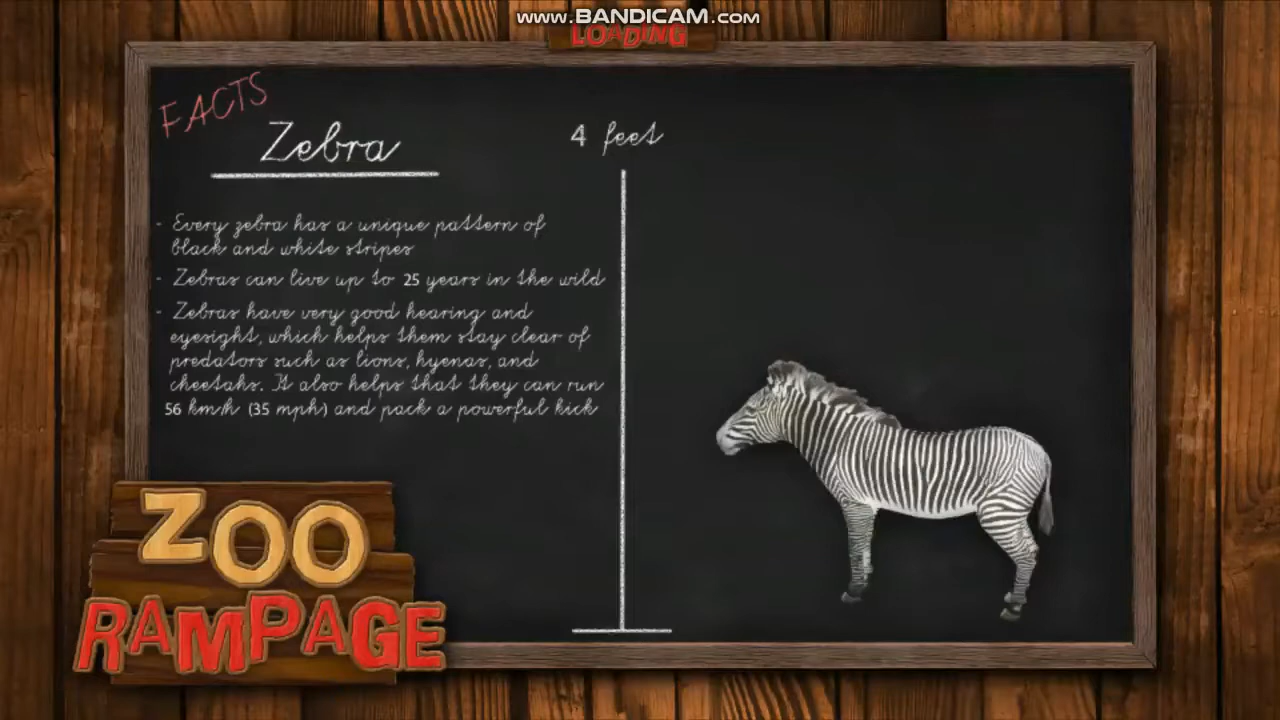 www.BANDICAM.com
LOADING
FACTS
Zebra
4 feet
- Every zebra has a unique pattern of
black and white stripes
- Zebras can live up to 25 years in the wild
- Zebras have very good hearing and
eyesight, which helps them stay clear of
predators such as lions, hyenas, and
cheetahs. It also helps that they can run
56 km/h (35 mph) and pack a powerful kick
ZOO
RAMPAGE